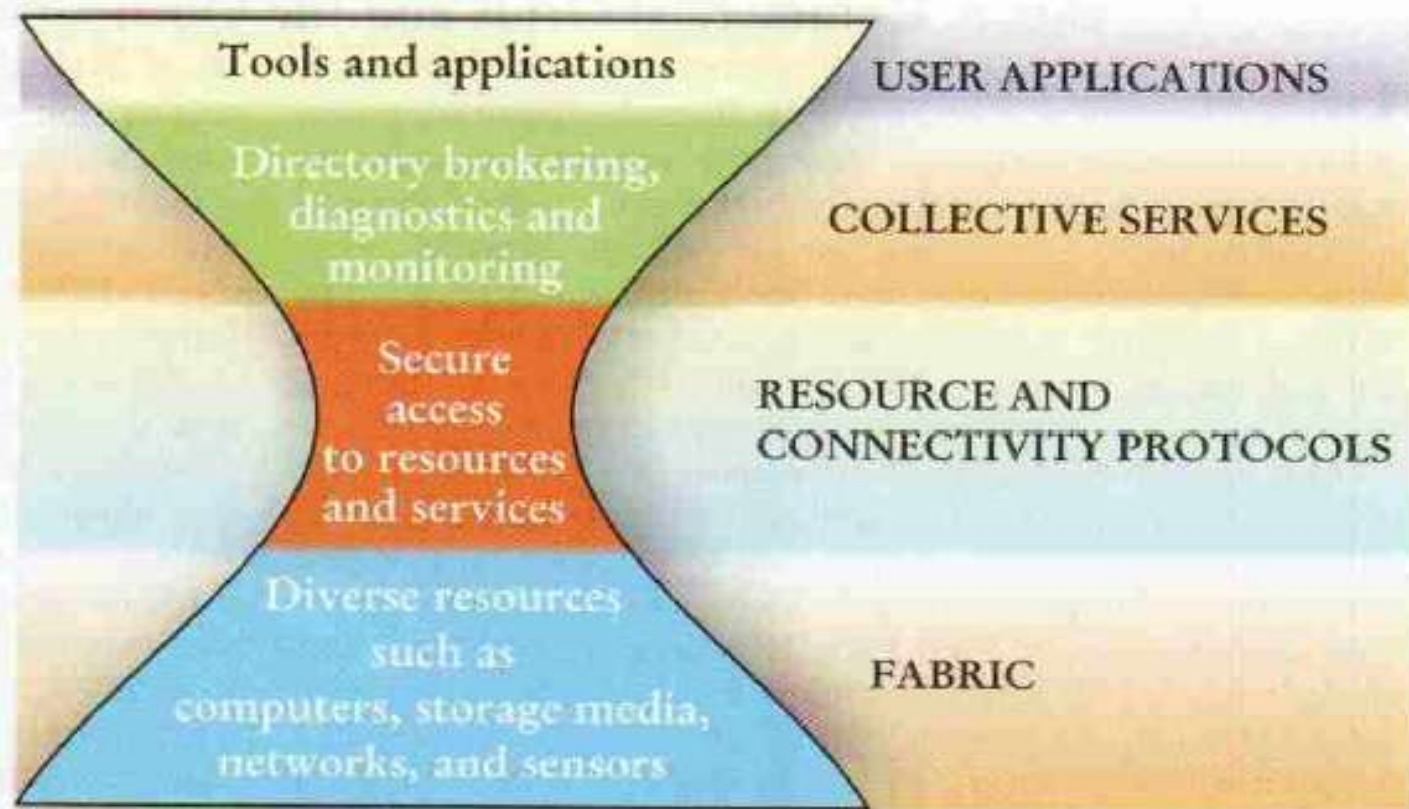 Tools and applications
USER APPLICATIONS
Directory brokering,
diagnostics and
monitoring
COLLECTIVE SERVICES
Secure
access
to resources
and services
RESOURCE AND
CONNECTIVITY PROTOCOLS
Diverse resources
such as
computers, storage media,
networks, and sensors
FABRIC